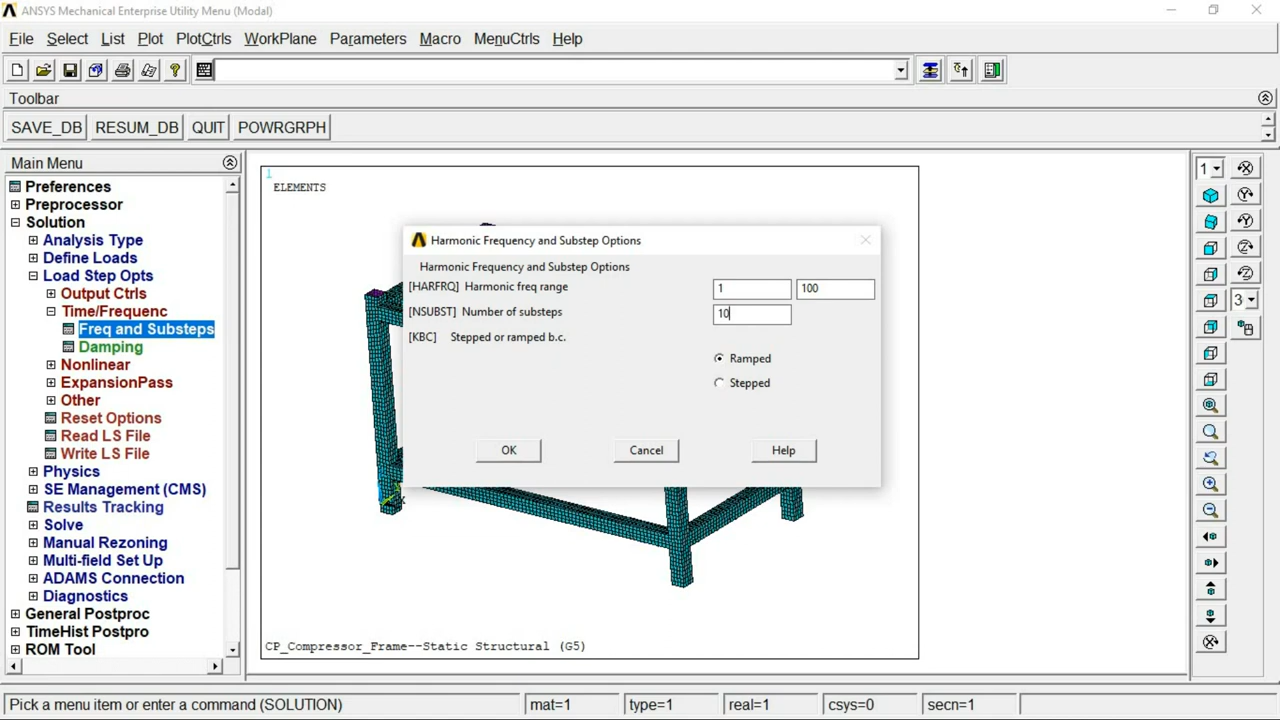 ANSYS Mechanical Enterprise Utility Menu (Modal)
File Select List Plot PlotCtrls WorkPlane Parameters Macro MenuCtrls Help
Toolbar
SAVE_DB RESUM_DB QUIT POWRGRPH
Main Menu
Preferences
Preprocessor
Solution
Analysis Type
Define Loads
Load Step Opts
Output Ctrls
Time/Frequenc
Freq and Substeps
Damping
Nonlinear
ExpansionPass
Other
Reset Options
Read LS File
Write LS File
Physics
SE Management (CMS)
Results Tracking
Solve
Manual Rezoning
Multi-field Set Up
ADAMS Connection
Diagnostics
General Postproc
TimeHist Postpro
ROM Tool
1
ELEMENTS
Harmonic Frequency and Substep Options
Harmonic Frequency and Substep Options
[HARFRQ] Harmonic freq range 1 100
[NSUBST] Number of substeps 10
[KBC] Stepped or ramped b.c.
Ramped
Stepped
OK Cancel Help
CP_Compressor_Frame--Static Structural (G5)
1
3
Pick a menu item or enter a command (SOLUTION) mat=1 type=1 real=1 csys=0 secn=1